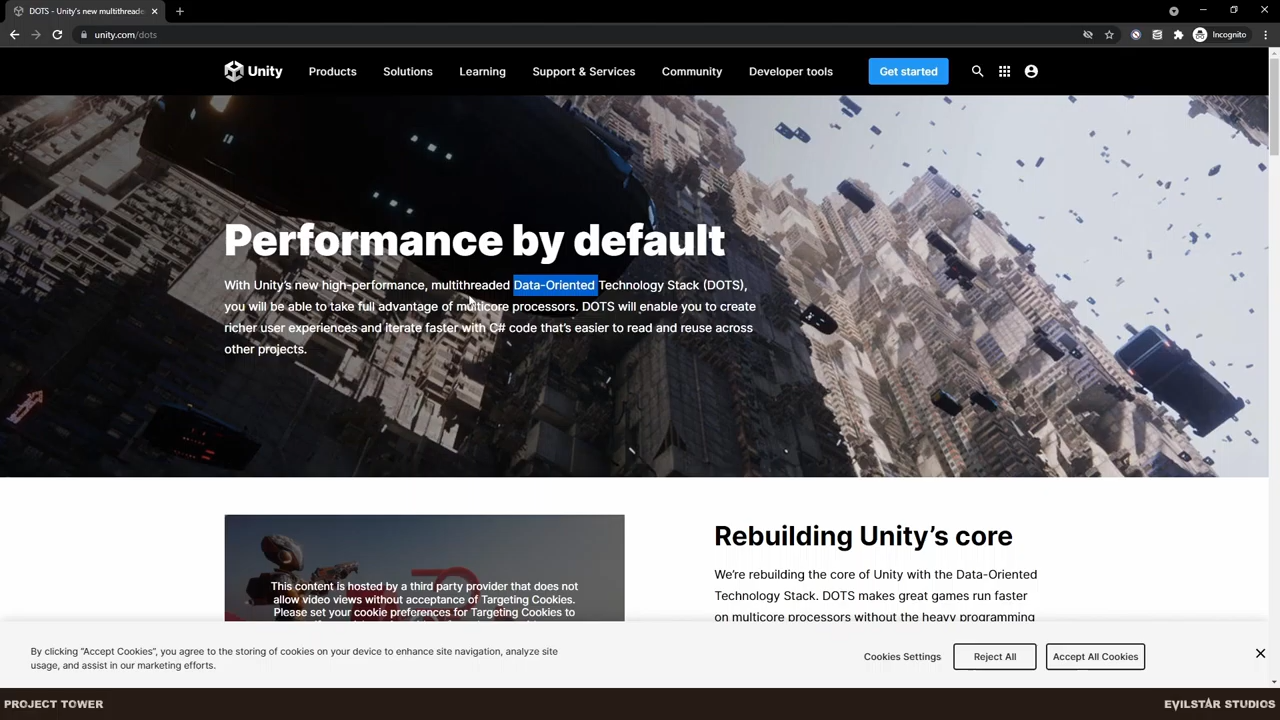 DOTS - Unity's new multithreade
unity.com/dots
Incognito
Unity
Products
Solutions
Learning
Support & Services
Community
Developer tools
Get started
Performance by default
With Unity's new high-performance, multithreaded Data-Oriented Technology Stack (DOTS),
you will be able to take full advantage of multicore processors. DOTS will enable you to create
richer user experiences and iterate faster with C# code that's easier to read and reuse across
other projects.
This content is hosted by a third party provider that does not
allow video views without acceptance of Targeting Cookies.
Please set your cookie preferences for Targeting Cookies to
Rebuilding Unity's core
We're rebuilding the core of Unity with the Data-Oriented
Technology Stack. DOTS makes great games run faster
on multicore processors without the heavy programming
By clicking "Accept Cookies", you agree to the storing of cookies on your device to enhance site navigation, analyze site
usage, and assist in our marketing efforts.
Cookies Settings
Reject All
Accept All Cookies
PROJECT TOWER
EVILSTAR STUDIOS